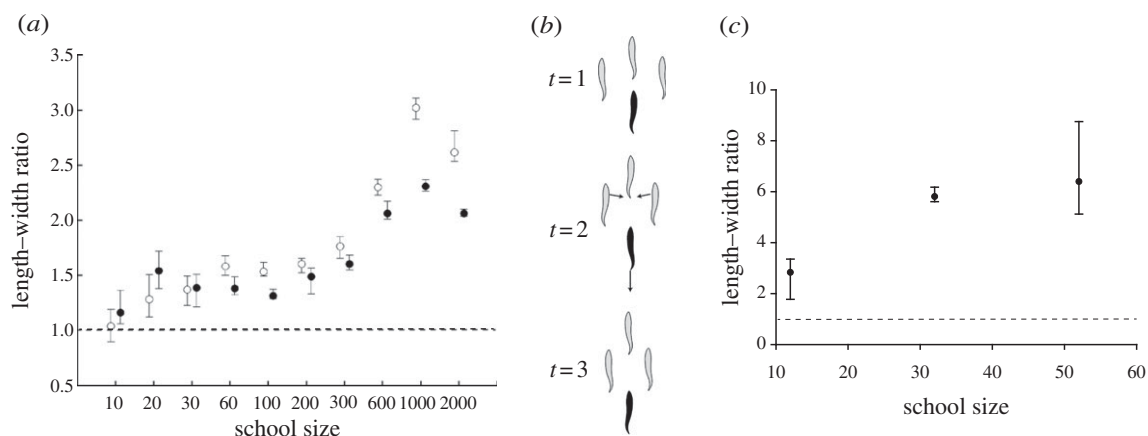 (a)
3.5
3.0
2.5
2.0
1.5
1.0
0.5
length–width ratio
10 20 30 60 100 200 300 600 1000 2000
school size
(b)
t=1
t=2
t=3
(c)
10
8
6
4
2
0
length–width ratio
10 20 30 40 50 60
school size